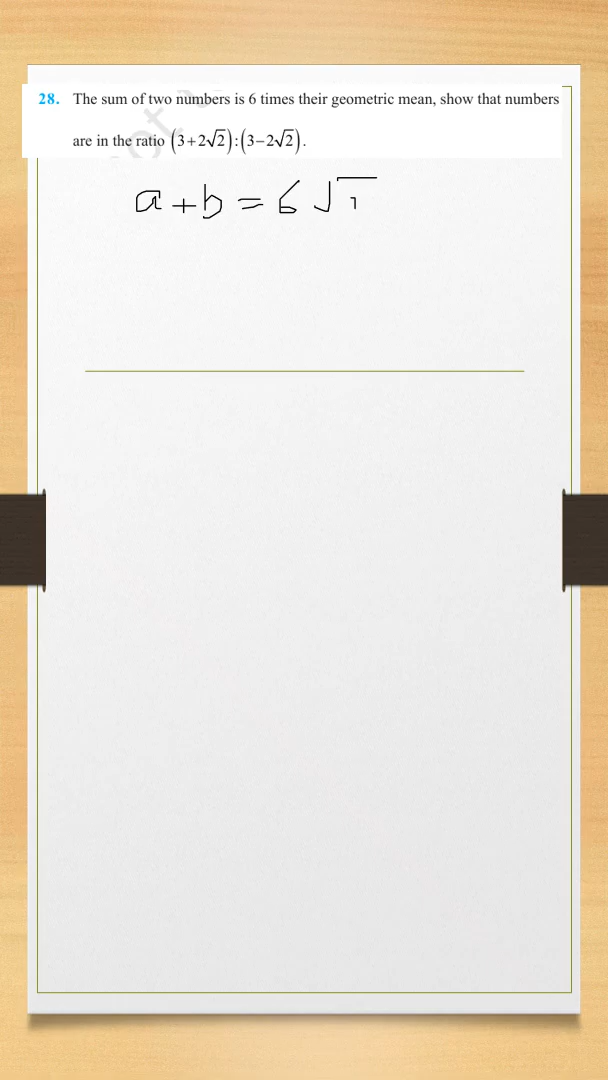 28. The sum of two numbers is 6 times their geometric mean, show that numbers
are in the ratio (3+2√2):(3−2√2).
a+b = 6√